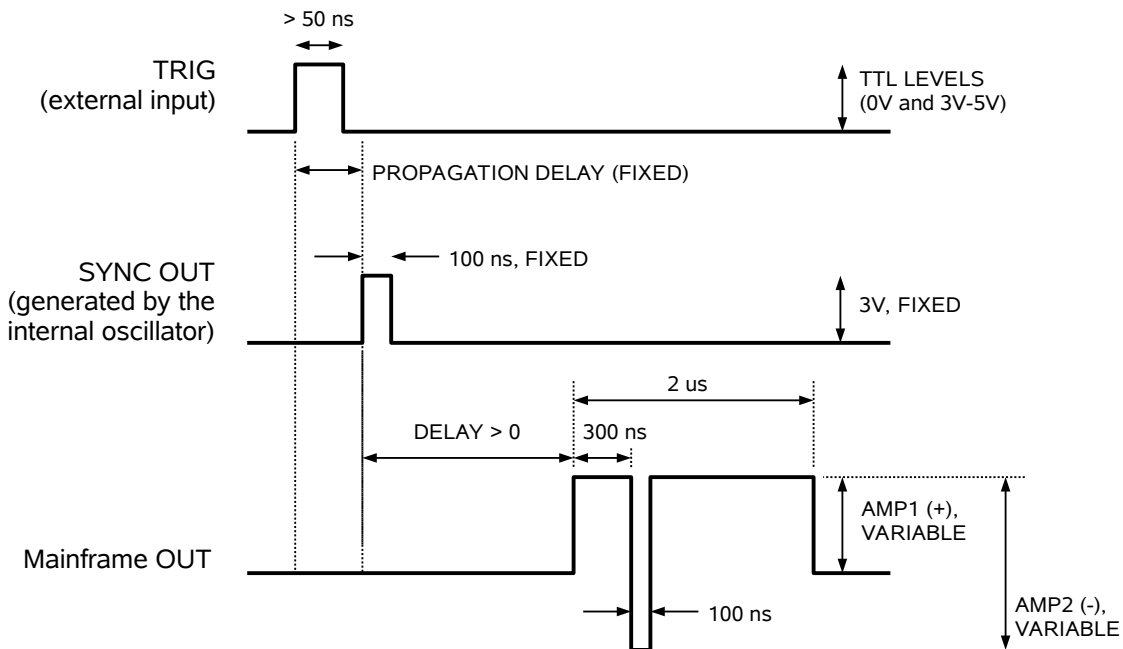 > 50 ns
TRIG
(external input)
TTL LEVELS
(0V and 3V-5V)
PROPAGATION DELAY (FIXED)
100 ns, FIXED
SYNC OUT
(generated by the
internal oscillator)
3V, FIXED
2 us
DELAY > 0
300 ns
AMP1 (+),
VARIABLE
Mainframe OUT
100 ns
AMP2 (-),
VARIABLE